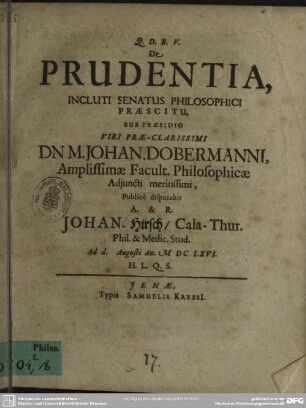 Q. D. B. V.
De
PRUDENTIA,
INCLUTI SENATUS PHILOSOPHICI
PRÆSCITU,
SUB PRÆSIDIO
VIRI PRÆ-CLARISSIMI
DN M. JOHAN. DOBERMANNI,
Amplissimæ Facult. Philosophicæ
Adjuncti meritissimi,
Publicè disputabit
A. & R.
JOHAN. Hirsch/ Cala-Thur.
Phil. & Medic. Stud.
Ad d. Augusti An. M DC LXVI.
H. L. Q. S.
JENÆ,
Typis SAMUELIS KREBSI.
Philos.
C.
104,18
17.
DFG